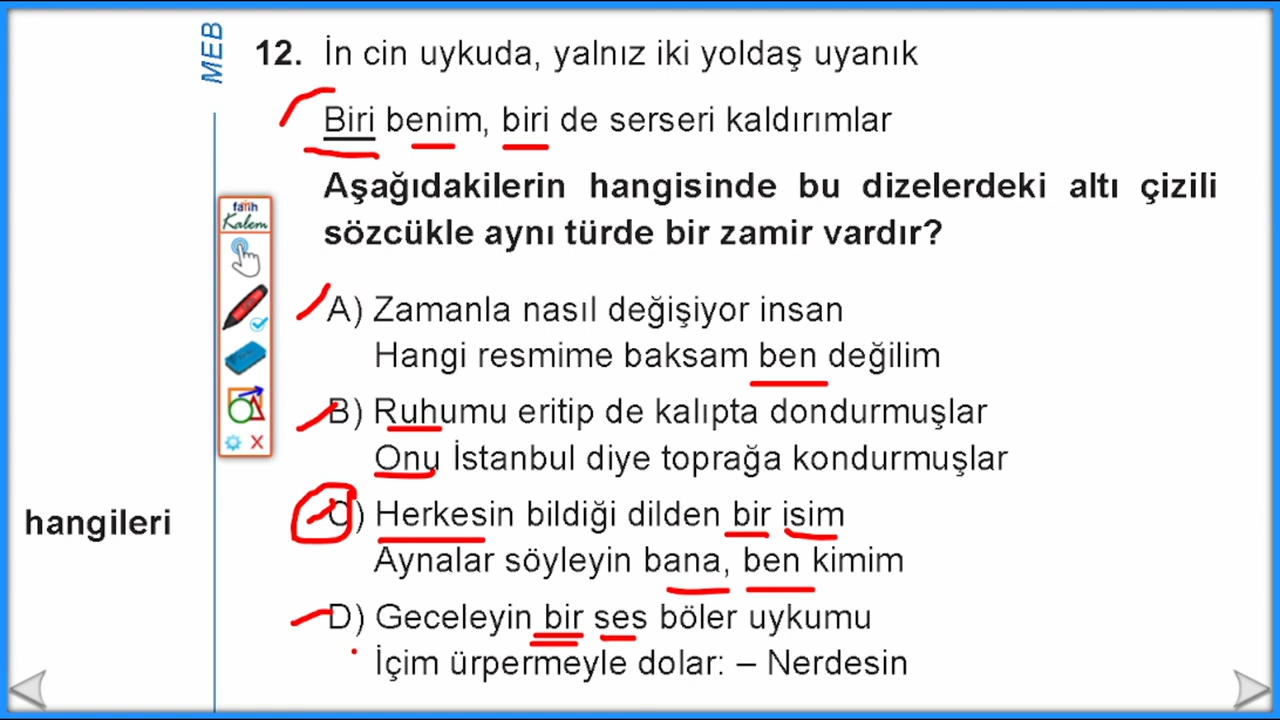 MEB
12. İn cin uykuda, yalnız iki yoldaş uyanık
Biri benim, biri de serseri kaldırımlar
Aşağıdakilerin hangisinde bu dizelerdeki altı çizili
sözcükle aynı türde bir zamir vardır?
fatih
Kalem
A) Zamanla nasıl değişiyor insan
Hangi resmime baksam ben değilim
B) Ruhumu eritip de kalıpta dondurmuşlar
Onu İstanbul diye toprağa kondurmuşlar
C) Herkesin bildiği dilden bir isim
Aynalar söyleyin bana, ben kimim
D) Geceleyin bir ses böler uykumu
İçim ürpermeyle dolar: – Nerdesin
hangileri